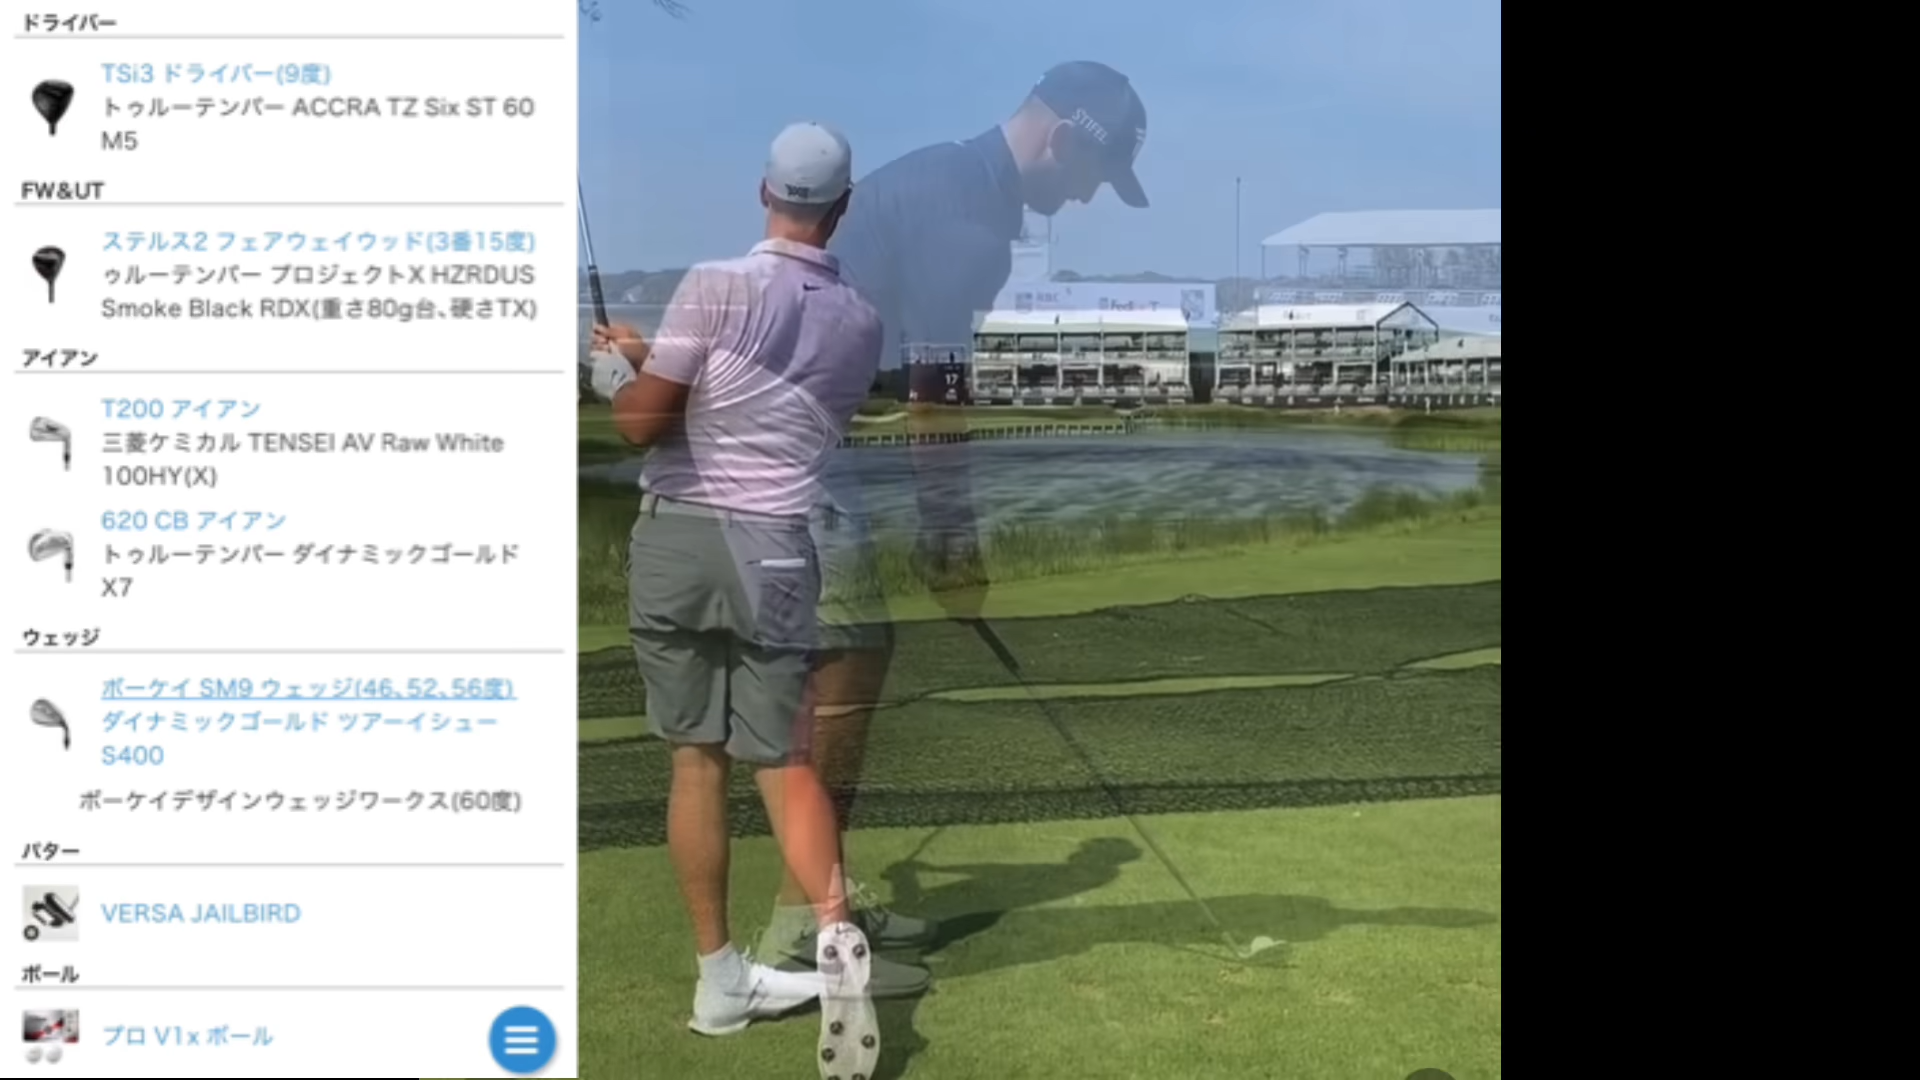 ドライバー
TSi3 ドライバー(9度)
トゥルーテンパー ACCRA TZ Six ST 60
M5
FW&UT
ステルス2 フェアウェイウッド(3番15度)
ゥルーテンパー プロジェクトX HZRDUS
Smoke Black RDX(重さ80g台、硬さTX)
アイアン
T200 アイアン
三菱ケミカル TENSEI AV Raw White
100HY(X)
620 CB アイアン
トゥルーテンパー ダイナミックゴールド
X7
ウェッジ
ボーケイ SM9 ウェッジ(46、52、56度)
ダイナミックゴールド ツアーイシュー
S400
ボーケイデザインウェッジワークス(60度)
パター
VERSA JAILBIRD
ボール
プロ V1x ボール
STIFEL
PXG
RBC
FedEx
17